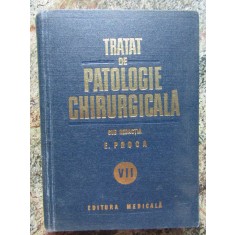 TRATAT
DE
PATOLOGIE
CHIRURGICALĂ
SUB REDACȚIA
E. PROCA
VII
EDITURA MEDICALĂ